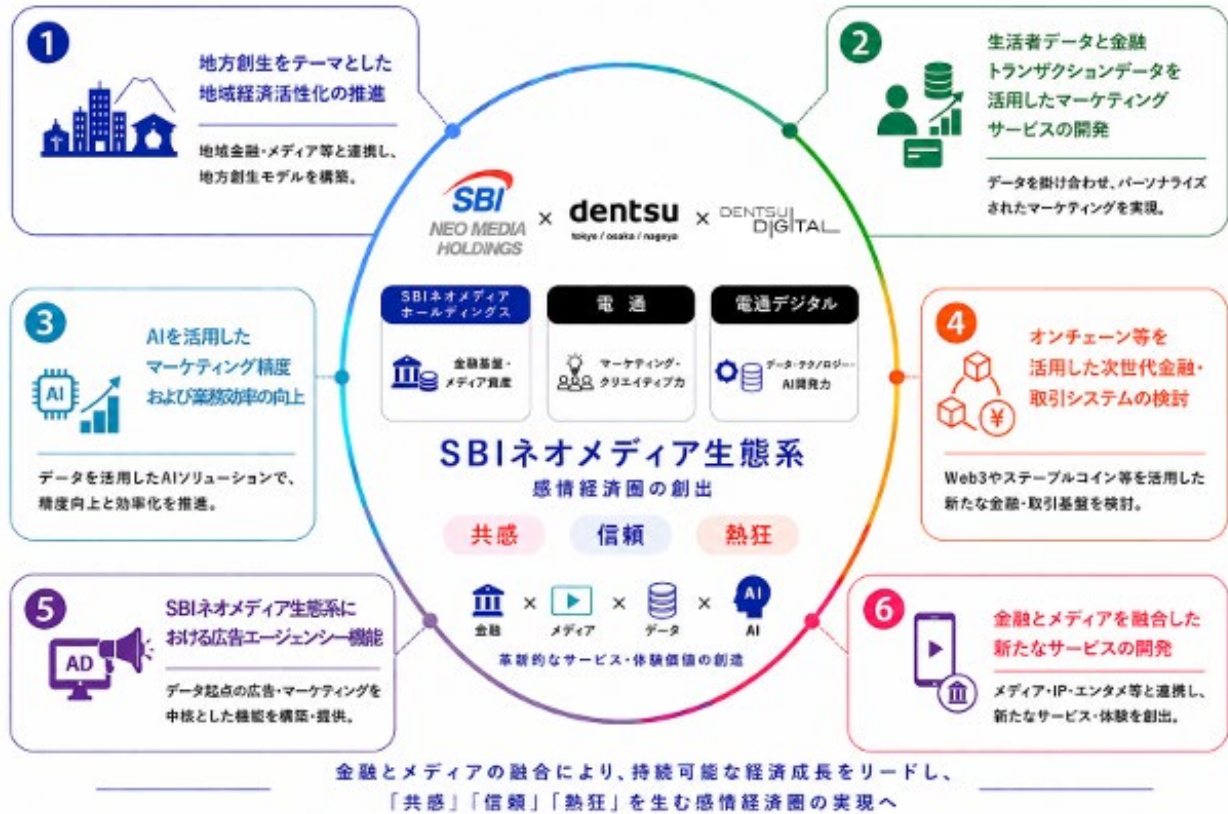 1
地方創生をテーマとした
地域経済活性化の推進
地域金融・メディア等と連携し、
地方創生モデルを構築。
2
生活者データと金融
トランザクションデータを
活用したマーケティング
サービスの開発
データを掛け合わせ、パーソナライズ
されたマーケティングを実現。
SBI
NEO MEDIA
HOLDINGS
×
dentsu
tokyo / osaka / nagoya
×
DENTSU
DIGITAL
SBIネオメディア
ホールディングス
金融基盤・
メディア資産
電通
マーケティング・
クリエイティブ力
電通デジタル
データ・テクノロジー・
AI開発力
3
AI
AIを活用した
マーケティング精度
および業務効率の向上
データを活用したAIソリューションで、
精度向上と効率化を推進。
4
¥
オンチェーン等を
活用した次世代金融・
取引システムの検討
Web3やステーブルコイン等を活用した
新たな金融・取引基盤を検討。
SBIネオメディア生態系
感情経済圏の創出
共感
信頼
熱狂
金融
×
メディア
×
データ
×
AI
AI
革新的なサービス・体験価値の創造
5
AD
SBIネオメディア生態系に
おける広告エージェンシー機能
データ起点の広告・マーケティングを
中核とした機能を構築・提供。
6
金融とメディアを融合した
新たなサービスの開発
メディア・IP・エンタメ等と連携し、
新たなサービス・体験を創出。
金融とメディアの融合により、持続可能な経済成長をリードし、
「共感」「信頼」「熱狂」を生む感情経済圏の実現へ